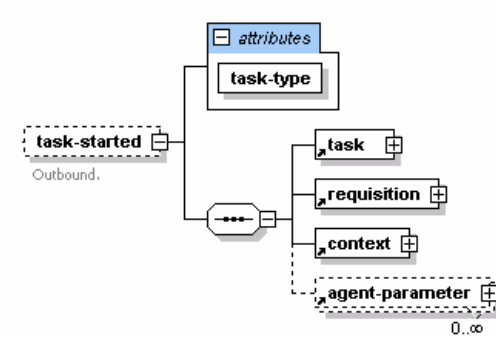 attributes
task-type
task-started
Outbound.
task
requisition
context
agent-parameter
0..∞